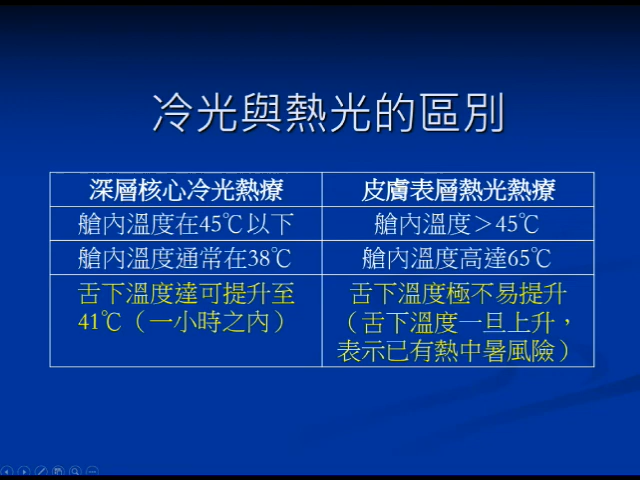 冷光與熱光的區別
深層核心冷光熱療
皮膚表層熱光熱療
艙內溫度在45℃以下
艙內溫度＞45℃
艙內溫度通常在38℃
艙內溫度高達65℃
舌下溫度達可提升至
41℃（一小時之內）
舌下溫度極不易提升
（舌下溫度一旦上升，
表示已有熱中暑風險）